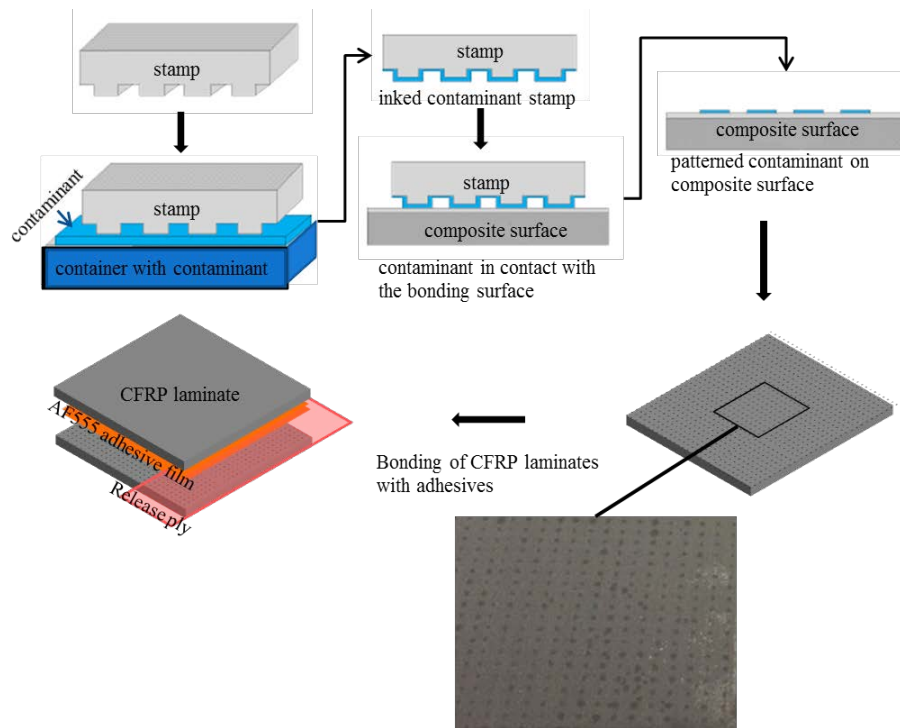 stamp
stamp
contaminant
container with contaminant
stamp
inked contaminant stamp
stamp
composite surface
contaminant in contact with
the bonding surface
composite surface
patterned contaminant on
composite surface
CFRP laminate
AF555 adhesive film
Release ply
Bonding of CFRP laminates
with adhesives